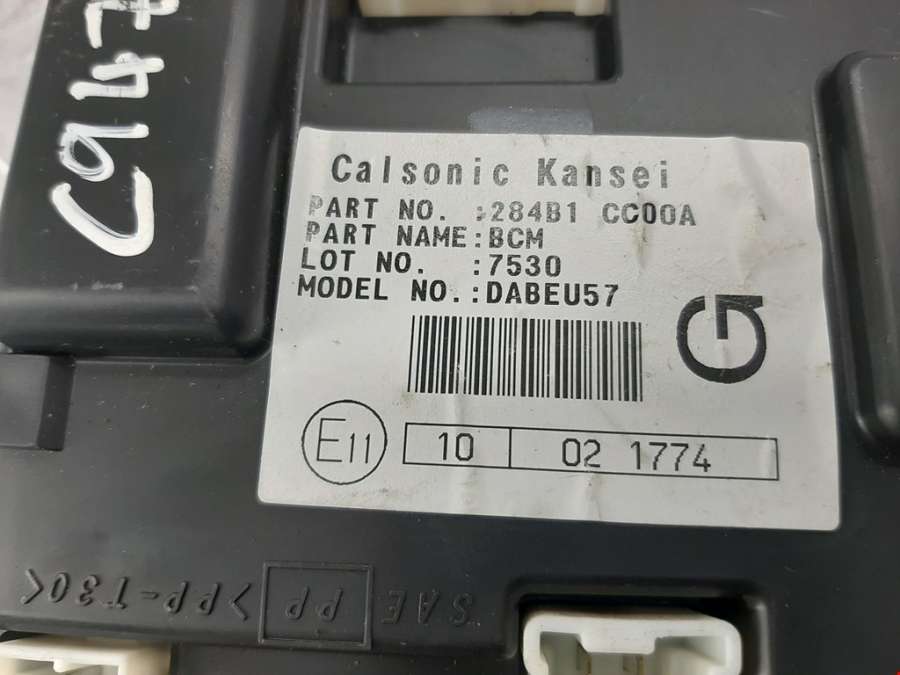 C947
Calsonic Kansei
PART NO. :284B1 CC00A
PART NAME:BCM
LOT NO. :7530
MODEL NO.:DABEU57
G
E11
10 02 1774
SAE PP >PP-T30<